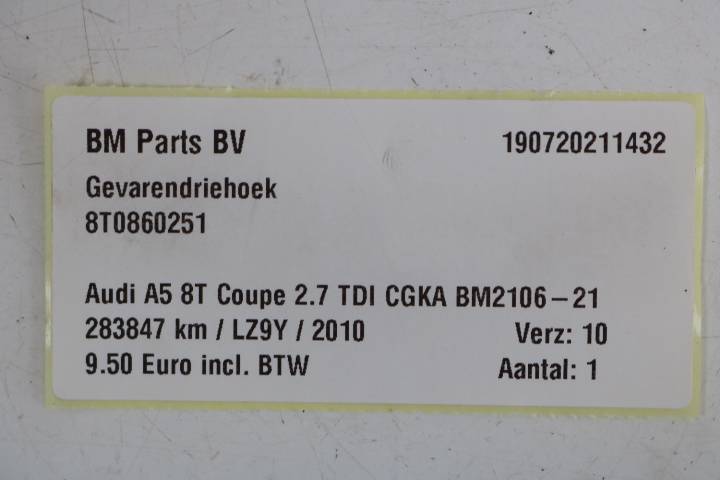 BM Parts BV 190720211432
Gevarendriehoek
8T0860251
Audi A5 8T Coupe 2.7 TDI CGKA BM2106-21
283847 km / LZ9Y / 2010 Verz: 10
9.50 Euro incl. BTW Aantal: 1